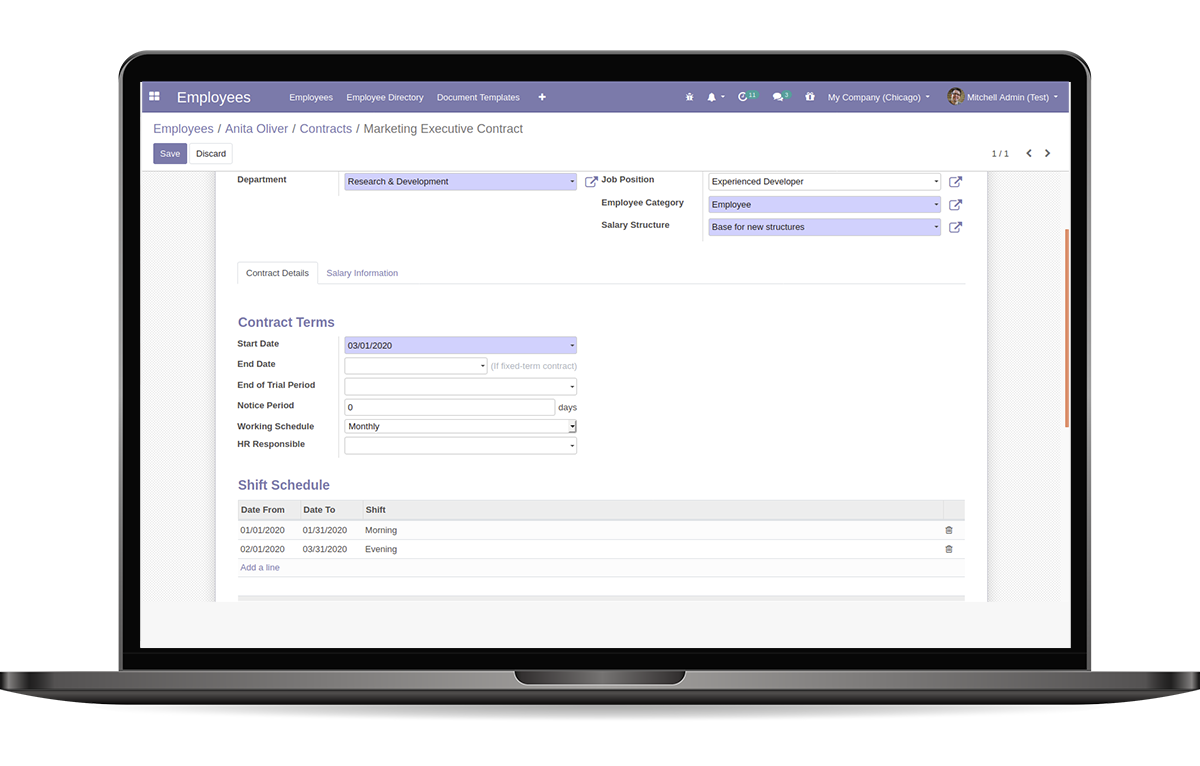 Employees Employees Employee Directory Document Templates 11 3 My Company (Chicago) Mitchell Admin (Test)
Employees / Anita Oliver / Contracts / Marketing Executive Contract
Save Discard 1 / 1
Department Research & Development Job Position Experienced Developer
Employee Category Employee
Salary Structure Base for new structures
Contract Details Salary Information
Contract Terms
Start Date 03/01/2020
End Date (If fixed-term contract)
End of Trial Period
Notice Period 0 days
Working Schedule Monthly
HR Responsible
Shift Schedule
Date From Date To Shift
01/01/2020 01/31/2020 Morning
02/01/2020 03/31/2020 Evening
Add a line